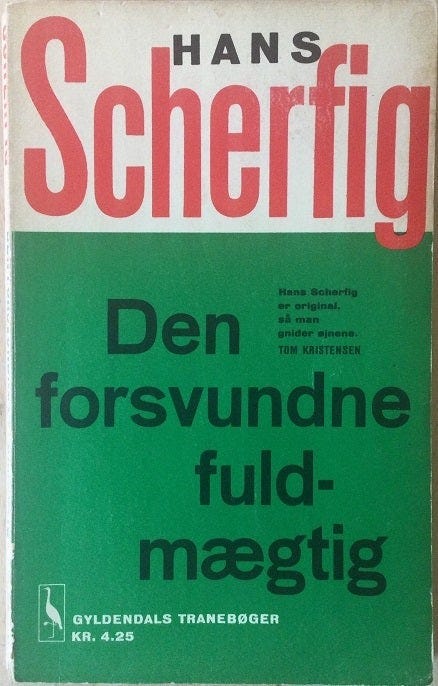 HANS
Scherfig
Hans Scherfig
er original,
så man
gnider øjnene.
TOM KRISTENSEN
Den
forsvundne
fuld-
mægtig
GYLDENDALS TRANEBØGER
KR. 4.25